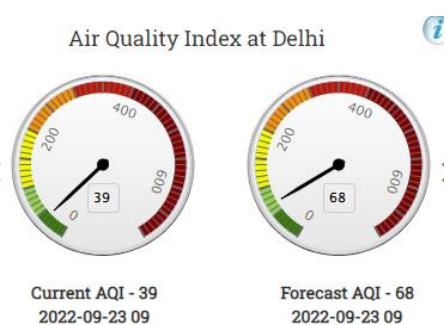 Air Quality Index at Delhi
i
0 200 400 600
39
0 200 400 600
68
Current AQI - 39
2022-09-23 09
Forecast AQI - 68
2022-09-23 09